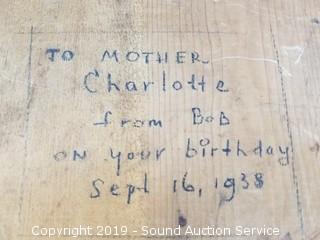 TO MOTHER
Charlotte
from BoB
ON your birthday
Sept 16, 1938
Copyright 2019 - Sound Auction Service